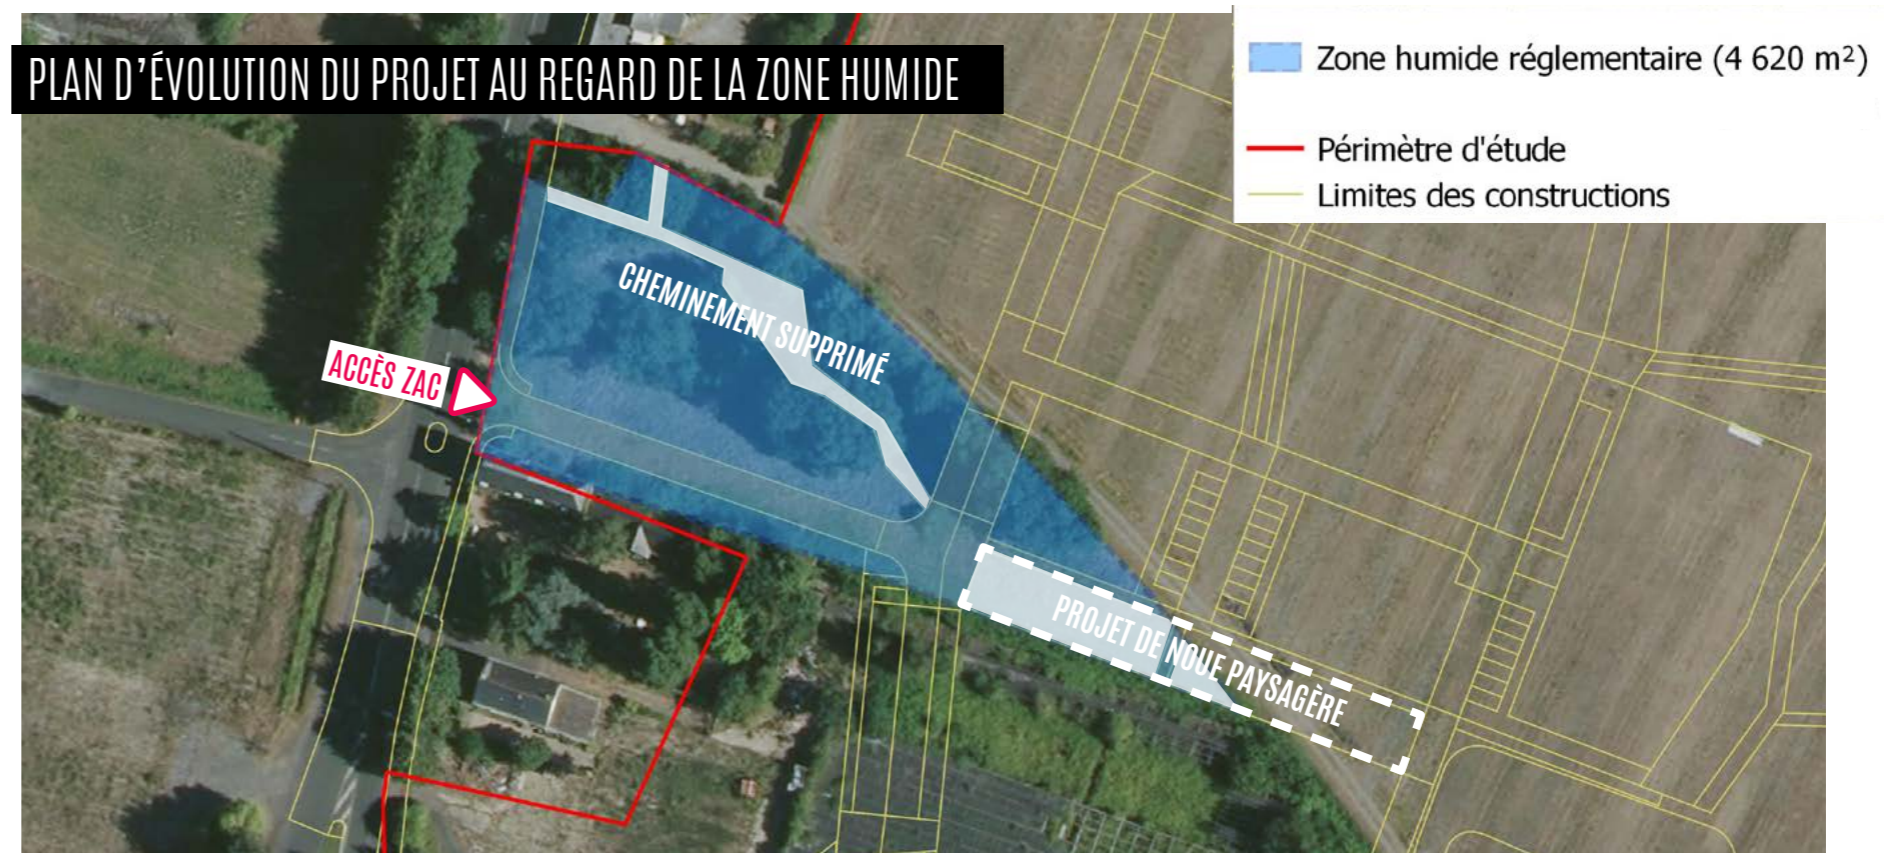 PLAN D'ÉVOLUTION DU PROJET AU REGARD DE LA ZONE HUMIDE
Zone humide réglementaire (4 620 m²)
Périmètre d'étude
Limites des constructions
CHEMINEMENT SUPPRIMÉ
ACCÈS ZAC
PROJET DE NOUE PAYSAGÈRE